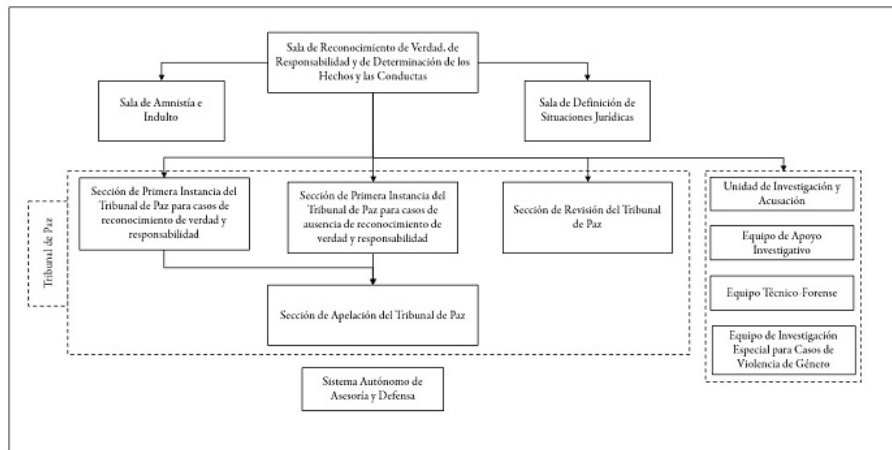 Sala de Reconocimiento de Verdad, de
Responsabilidad y de Determinación de los
Hechos y las Conductas
Sala de Amnistía e
Indulto
Sala de Definición de
Situaciones Jurídicas
Tribunal de Paz
Sección de Primera Instancia del
Tribunal de Paz para casos de
reconocimiento de verdad y
responsabilidad
Sección de Primera Instancia del
Tribunal de Paz para casos de
ausencia de reconocimiento de
verdad y responsabilidad
Sección de Revisión del Tribunal
de Paz
Sección de Apelación del Tribunal de Paz
Unidad de Investigación y
Acusación
Equipo de Apoyo
Investigativo
Equipo Técnico-Forense
Equipo de Investigación
Especial para Casos de
Violencia de Género
Sistema Autónomo de
Asesoría y Defensa